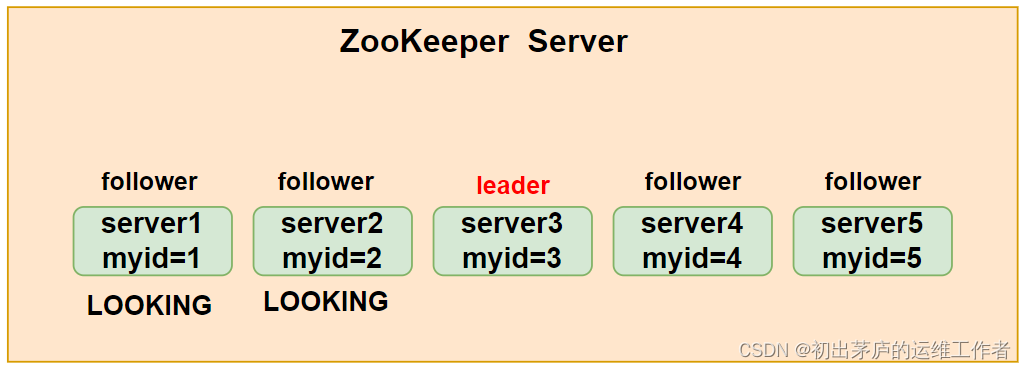 ZooKeeper Server
follower follower leader follower follower
server1 server2 server3 server4 server5
myid=1 myid=2 myid=3 myid=4 myid=5
LOOKING LOOKING
CSDN @初出茅庐的运维工作者